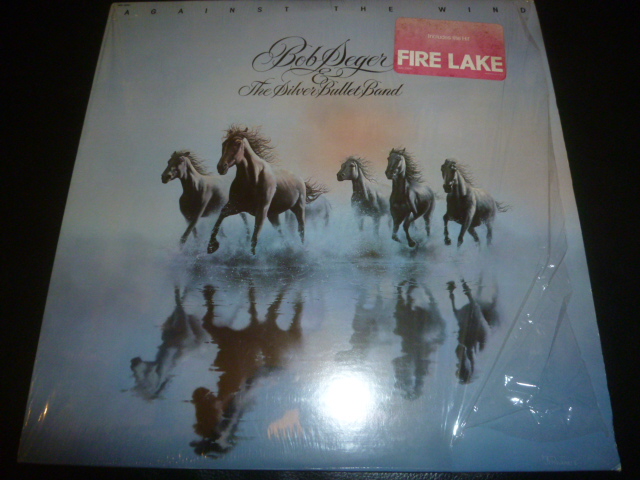 AGAINST THE WIND
Bob Seger
&
The Silver Bullet Band
FIRE LAKE